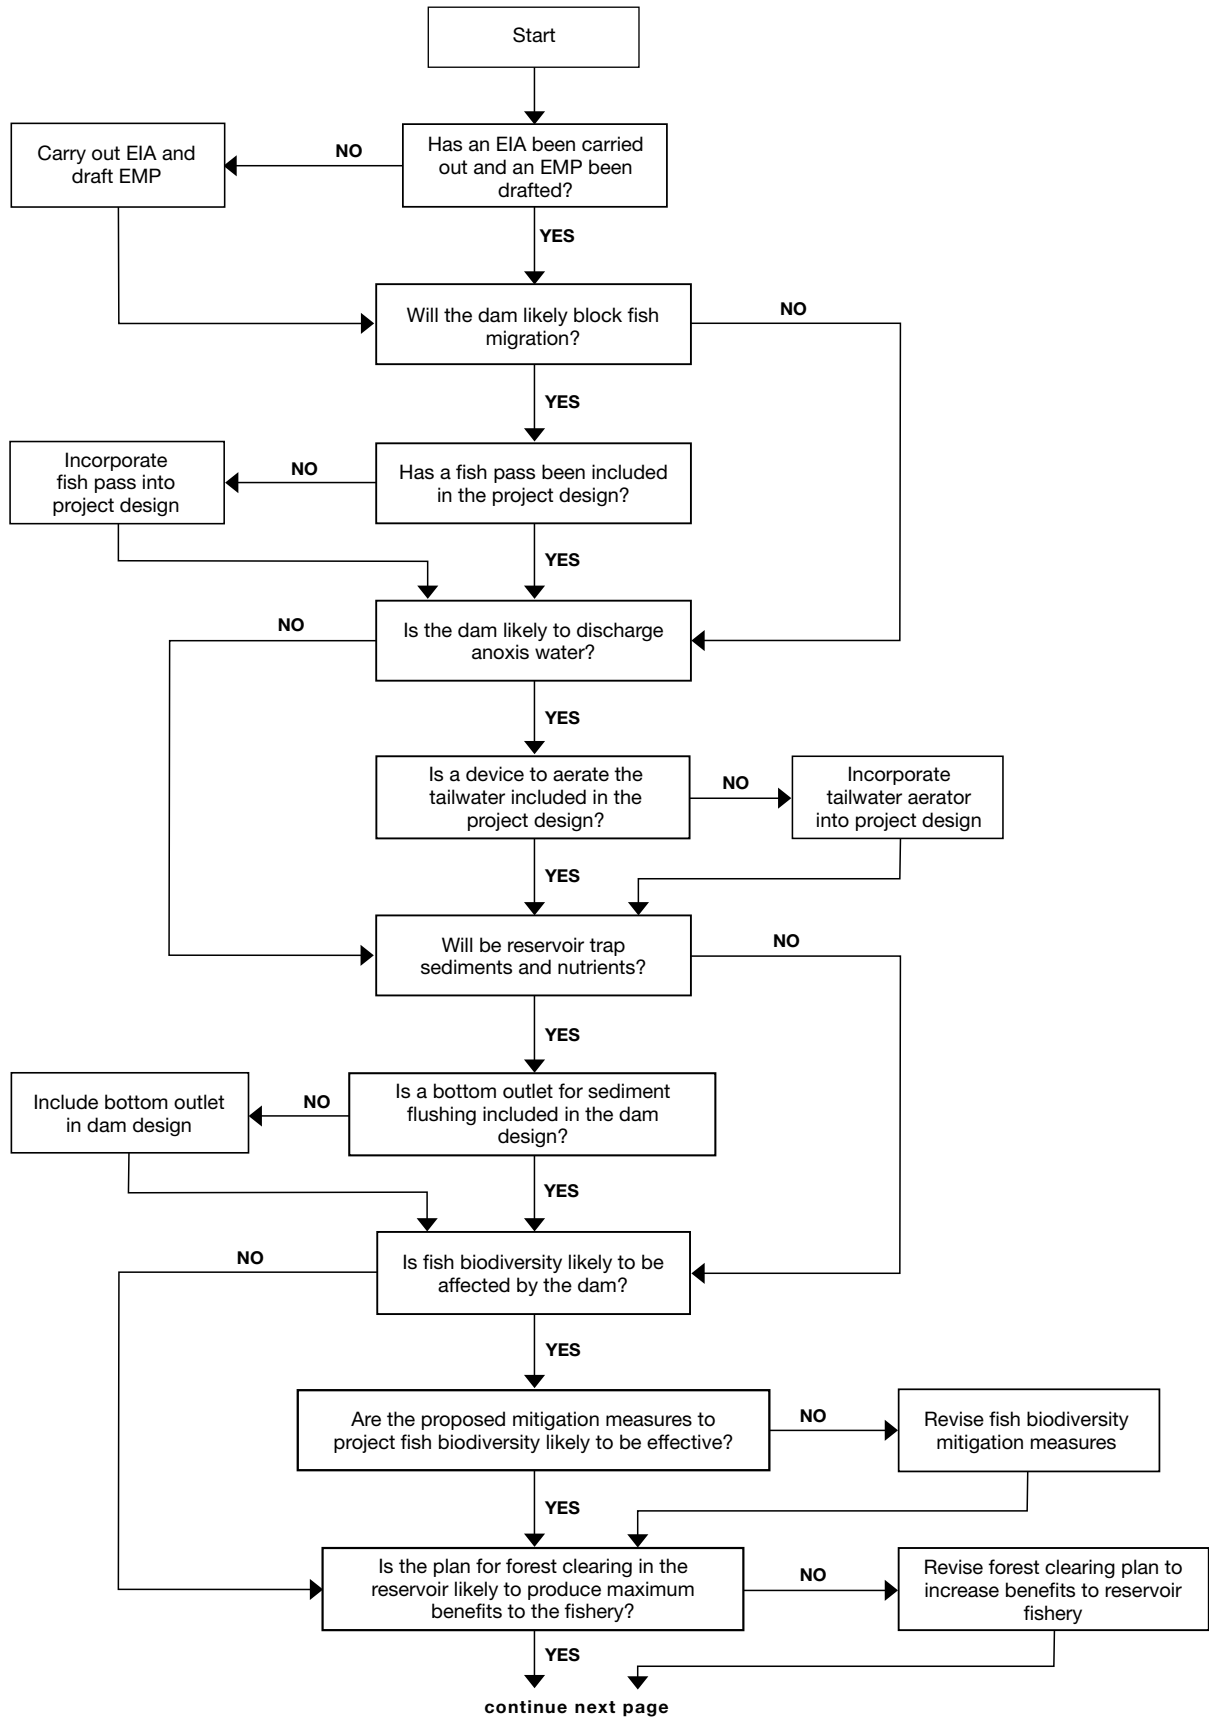 Start
Carry out EIA and
draft EMP
NO
Has an EIA been carried
out and an EMP been
drafted?
YES
Will the dam likely block fish
migration?
NO
YES
Incorporate
fish pass into
project design
NO
Has a fish pass been included
in the project design?
YES
NO
Is the dam likely to discharge
anoxis water?
YES
Is a device to aerate the
tailwater included in the
project design?
NO
Incorporate
tailwater aerator
into project design
YES
Will be reservoir trap
sediments and nutrients?
NO
YES
Include bottom outlet
in dam design
NO
Is a bottom outlet for sediment
flushing included in the dam
design?
YES
NO
Is fish biodiversity likely to be
affected by the dam?
YES
Are the proposed mitigation measures to
project fish biodiversity likely to be effective?
NO
Revise fish biodiversity
mitigation measures
YES
Is the plan for forest clearing in the
reservoir likely to produce maximum
benefits to the fishery?
NO
Revise forest clearing plan to
increase benefits to reservoir
fishery
YES
continue next page